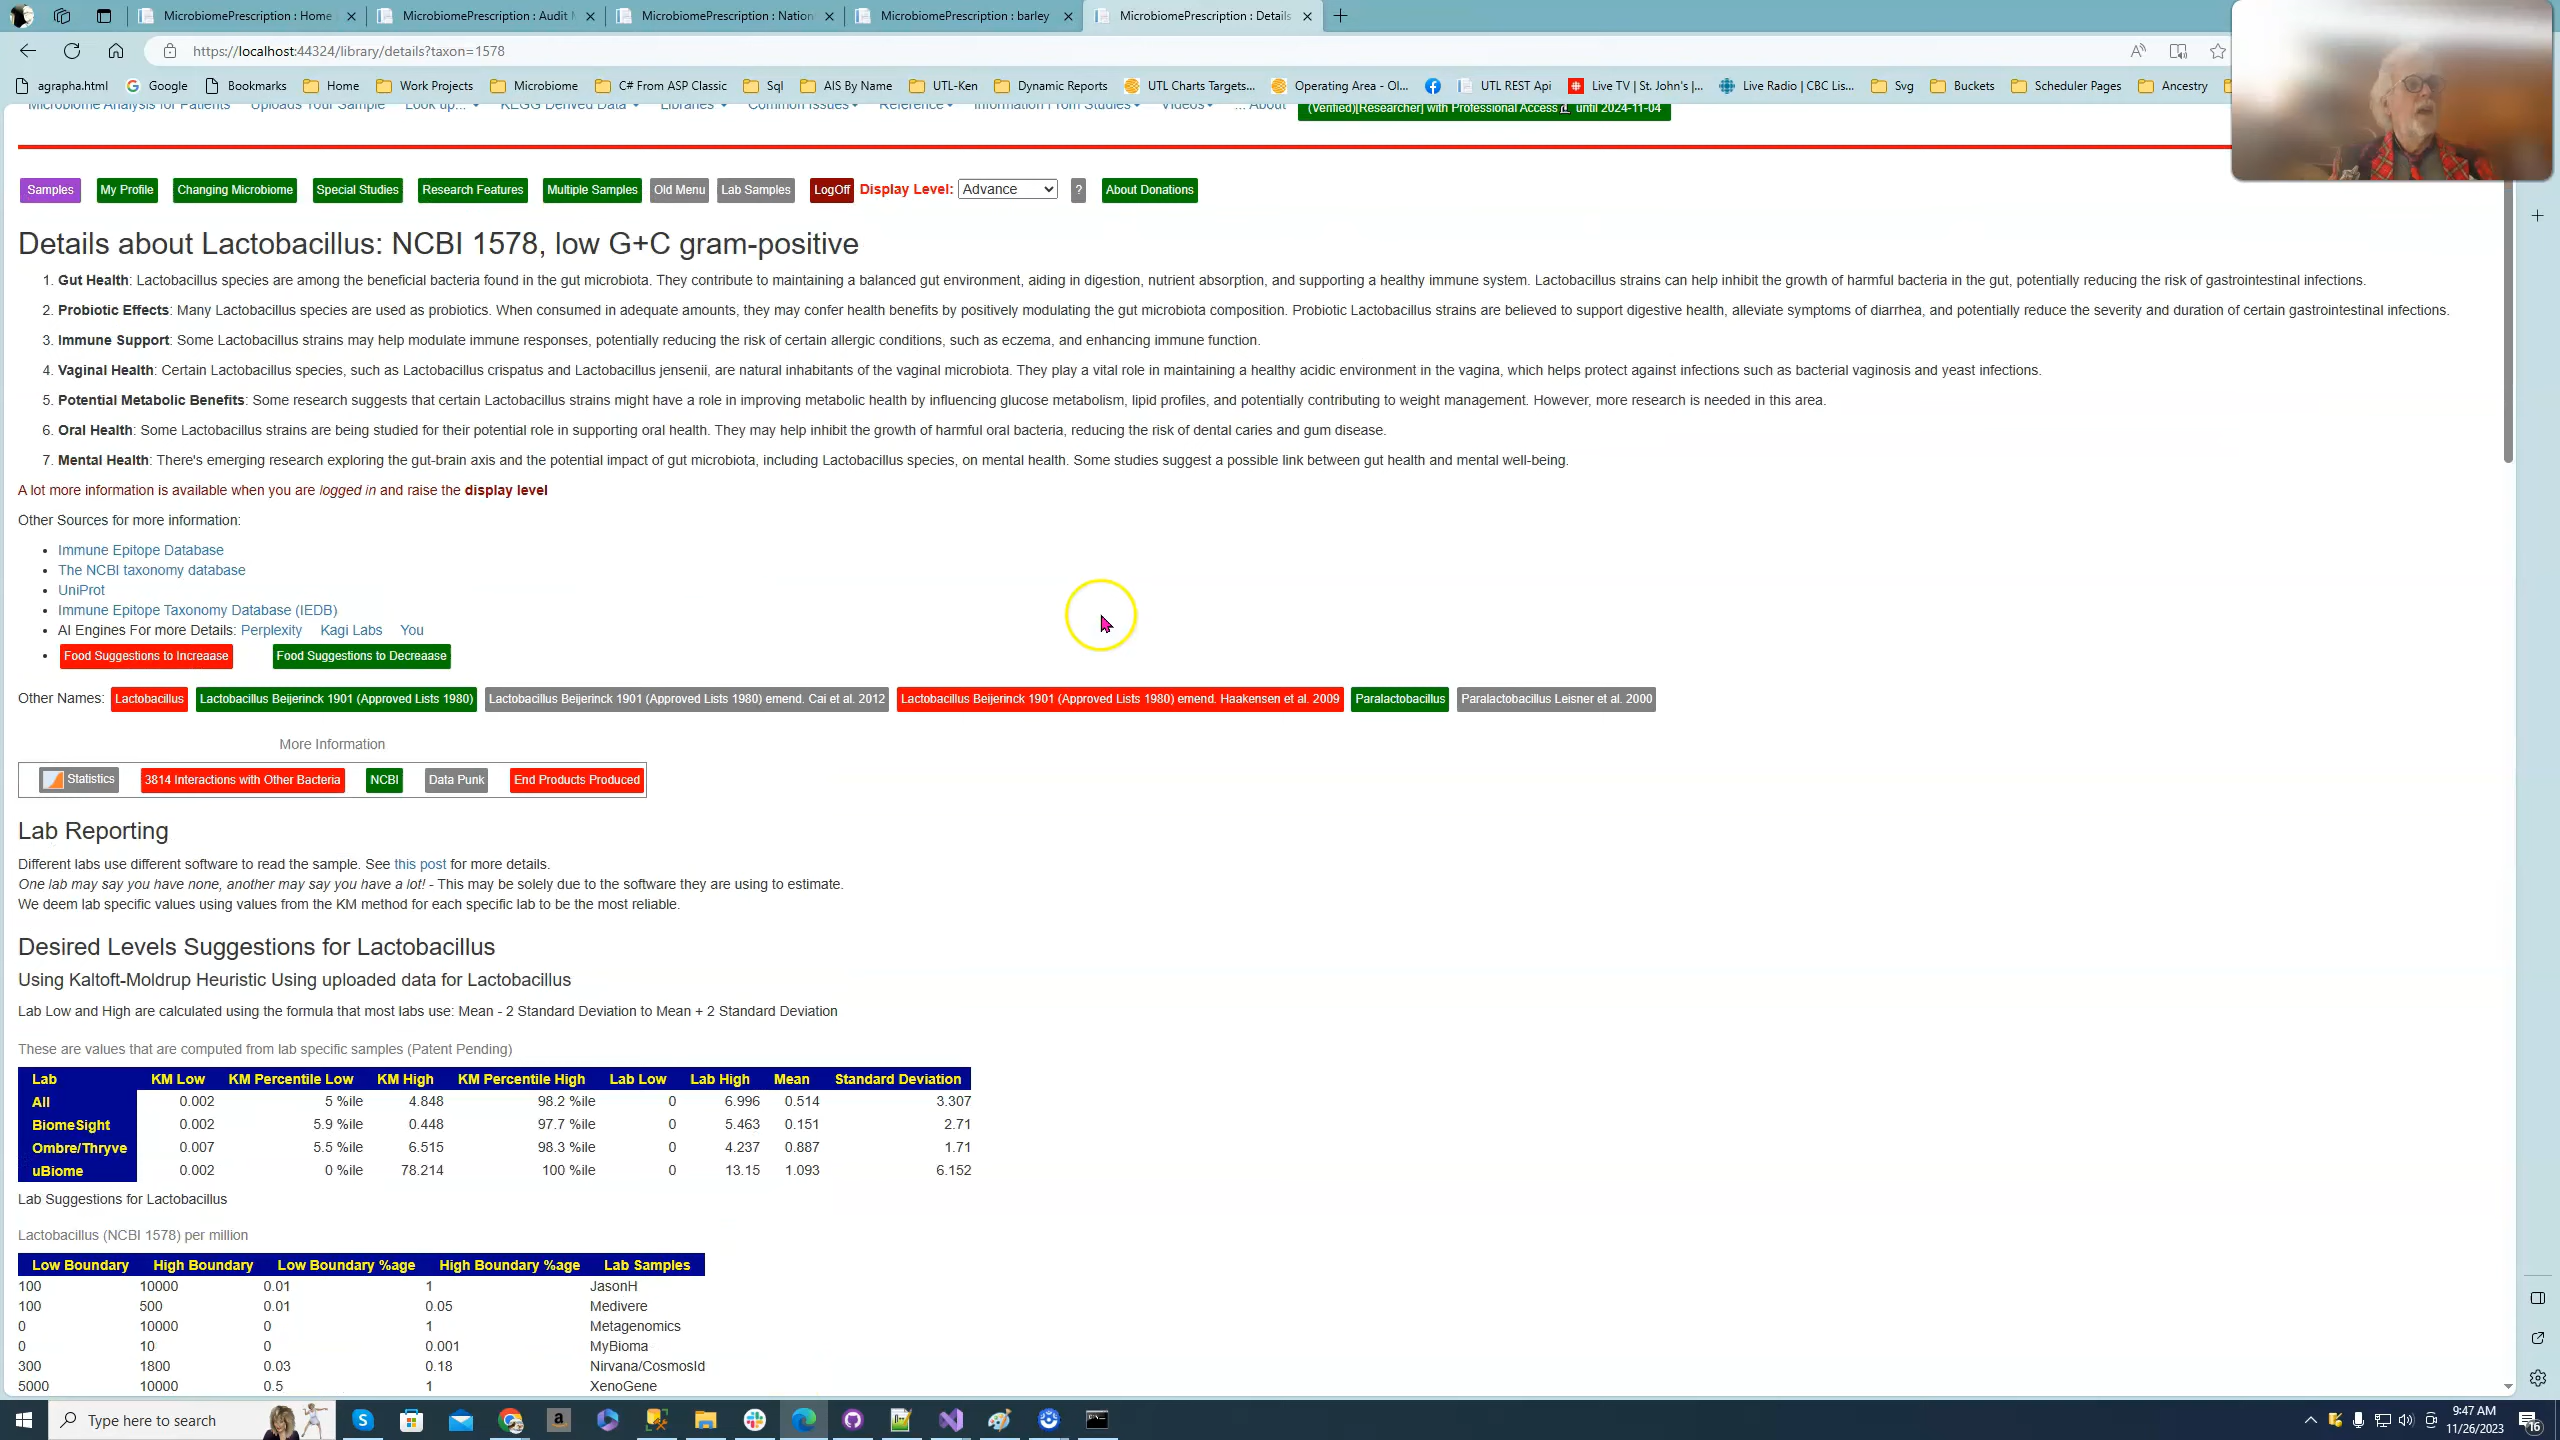 MicrobiomePrescription : Home
MicrobiomePrescription : Audit
MicrobiomePrescription : Nation
MicrobiomePrescription : barley
MicrobiomePrescription : Details
https://localhost:44324/library/details?taxon=1578
agrapha.html Google Bookmarks Home Work Projects Microbiome C# From ASP Classic Sql AIS By Name UTL-Ken Dynamic Reports UTL Charts Targets... Operating Area - Ol... UTL REST Api Live TV | St. John's |... Live Radio | CBC Lis... Svg Buckets Scheduler Pages Ancestry
Microbiome Analysis for Patients Uploads Your Sample Look up... KEGG Derived Data Libraries Common Issues Reference Information From Studies Videos ... About (Verified)[Researcher] with Professional Access until 2024-11-04
Samples My Profile Changing Microbiome Special Studies Research Features Multiple Samples Old Menu Lab Samples LogOff Display Level: Advance ? About Donations
Details about Lactobacillus: NCBI 1578, low G+C gram-positive
1. Gut Health: Lactobacillus species are among the beneficial bacteria found in the gut microbiota. They contribute to maintaining a balanced gut environment, aiding in digestion, nutrient absorption, and supporting a healthy immune system. Lactobacillus strains can help inhibit the growth of harmful bacteria in the gut, potentially reducing the risk of gastrointestinal infections.
2. Probiotic Effects: Many Lactobacillus species are used as probiotics. When consumed in adequate amounts, they may confer health benefits by positively modulating the gut microbiota composition. Probiotic Lactobacillus strains are believed to support digestive health, alleviate symptoms of diarrhea, and potentially reduce the severity and duration of certain gastrointestinal infections.
3. Immune Support: Some Lactobacillus strains may help modulate immune responses, potentially reducing the risk of certain allergic conditions, such as eczema, and enhancing immune function.
4. Vaginal Health: Certain Lactobacillus species, such as Lactobacillus crispatus and Lactobacillus jensenii, are natural inhabitants of the vaginal microbiota. They play a vital role in maintaining a healthy acidic environment in the vagina, which helps protect against infections such as bacterial vaginosis and yeast infections.
5. Potential Metabolic Benefits: Some research suggests that certain Lactobacillus strains might have a role in improving metabolic health by influencing glucose metabolism, lipid profiles, and potentially contributing to weight management. However, more research is needed in this area.
6. Oral Health: Some Lactobacillus strains are being studied for their potential role in supporting oral health. They may help inhibit the growth of harmful oral bacteria, reducing the risk of dental caries and gum disease.
7. Mental Health: There's emerging research exploring the gut-brain axis and the potential impact of gut microbiota, including Lactobacillus species, on mental health. Some studies suggest a possible link between gut health and mental well-being.
A lot more information is available when you are logged in and raise the display level
Other Sources for more information:
• Immune Epitope Database
• The NCBI taxonomy database
• UniProt
• Immune Epitope Taxonomy Database (IEDB)
• AI Engines For more Details: Perplexity Kagi Labs You
• Food Suggestions to Increaase Food Suggestions to Decreaase
Other Names: Lactobacillus Lactobacillus Beijerinck 1901 (Approved Lists 1980) Lactobacillus Beijerinck 1901 (Approved Lists 1980) emend. Cai et al. 2012 Lactobacillus Beijerinck 1901 (Approved Lists 1980) emend. Haakensen et al. 2009 Paralactobacillus Paralactobacillus Leisner et al. 2000
More Information
Statistics 3814 Interactions with Other Bacteria NCBI Data Punk End Products Produced
Lab Reporting
Different labs use different software to read the sample. See this post for more details.
One lab may say you have none, another may say you have a lot! - This may be solely due to the software they are using to estimate.
We deem lab specific values using values from the KM method for each specific lab to be the most reliable.
Desired Levels Suggestions for Lactobacillus
Using Kaltoft-Moldrup Heuristic Using uploaded data for Lactobacillus
Lab Low and High are calculated using the formula that most labs use: Mean - 2 Standard Deviation to Mean + 2 Standard Deviation
These are values that are computed from lab specific samples (Patent Pending)
Lab KM Low KM Percentile Low KM High KM Percentile High Lab Low Lab High Mean Standard Deviation
All 0.002 5 %ile 4.848 98.2 %ile 0 6.996 0.514 3.307
BiomeSight 0.002 5.9 %ile 0.448 97.7 %ile 0 5.463 0.151 2.71
Ombre/Thryve 0.007 5.5 %ile 6.515 98.3 %ile 0 4.237 0.887 1.71
uBiome 0.002 0 %ile 78.214 100 %ile 0 13.15 1.093 6.152
Lab Suggestions for Lactobacillus
Lactobacillus (NCBI 1578) per million
Low Boundary High Boundary Low Boundary %age High Boundary %age Lab Samples
100 10000 0.01 1 JasonH
100 500 0.01 0.05 Medivere
0 10000 0 1 Metagenomics
0 10 0 0.001 MyBioma
300 1800 0.03 0.18 Nirvana/CosmosId
5000 10000 0.5 1 XenoGene
Type here to search
9:47 AM
11/26/2023
16